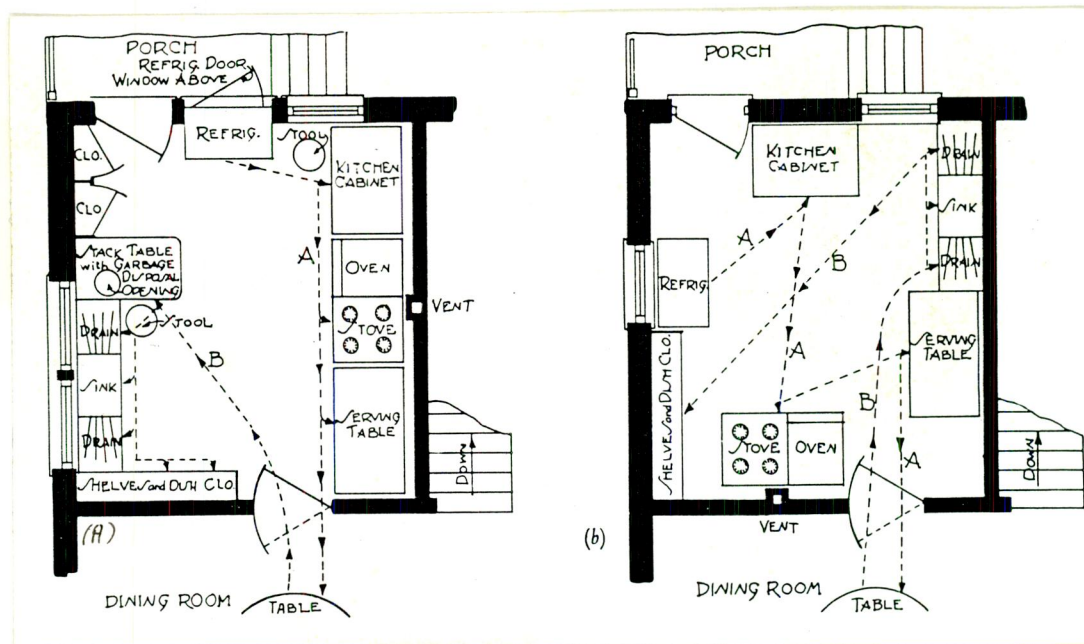 PORCH
REFRIG. DOOR
WINDOW ABOVE
REFRIG.
STOOL
CLO.
KITCHEN
CABINET
CLO
A
STACK TABLE
with GARBAGE
DISPOSAL
OPENING
OVEN
VENT
DRAIN
STOOL
STOVE
B
SINK
SERVING
TABLE
DRAIN
DOWN
SHELVES and DISH CLO.
(A)
DINING ROOM
TABLE
PORCH
KITCHEN
CABINET
DRAIN
SINK
A
B
DRAIN
REFRIG.
SERVING
TABLE
A
SHELVES and DISH CLO.
B
STOVE
OVEN
A
DOWN
VENT
(b)
DINING ROOM
TABLE